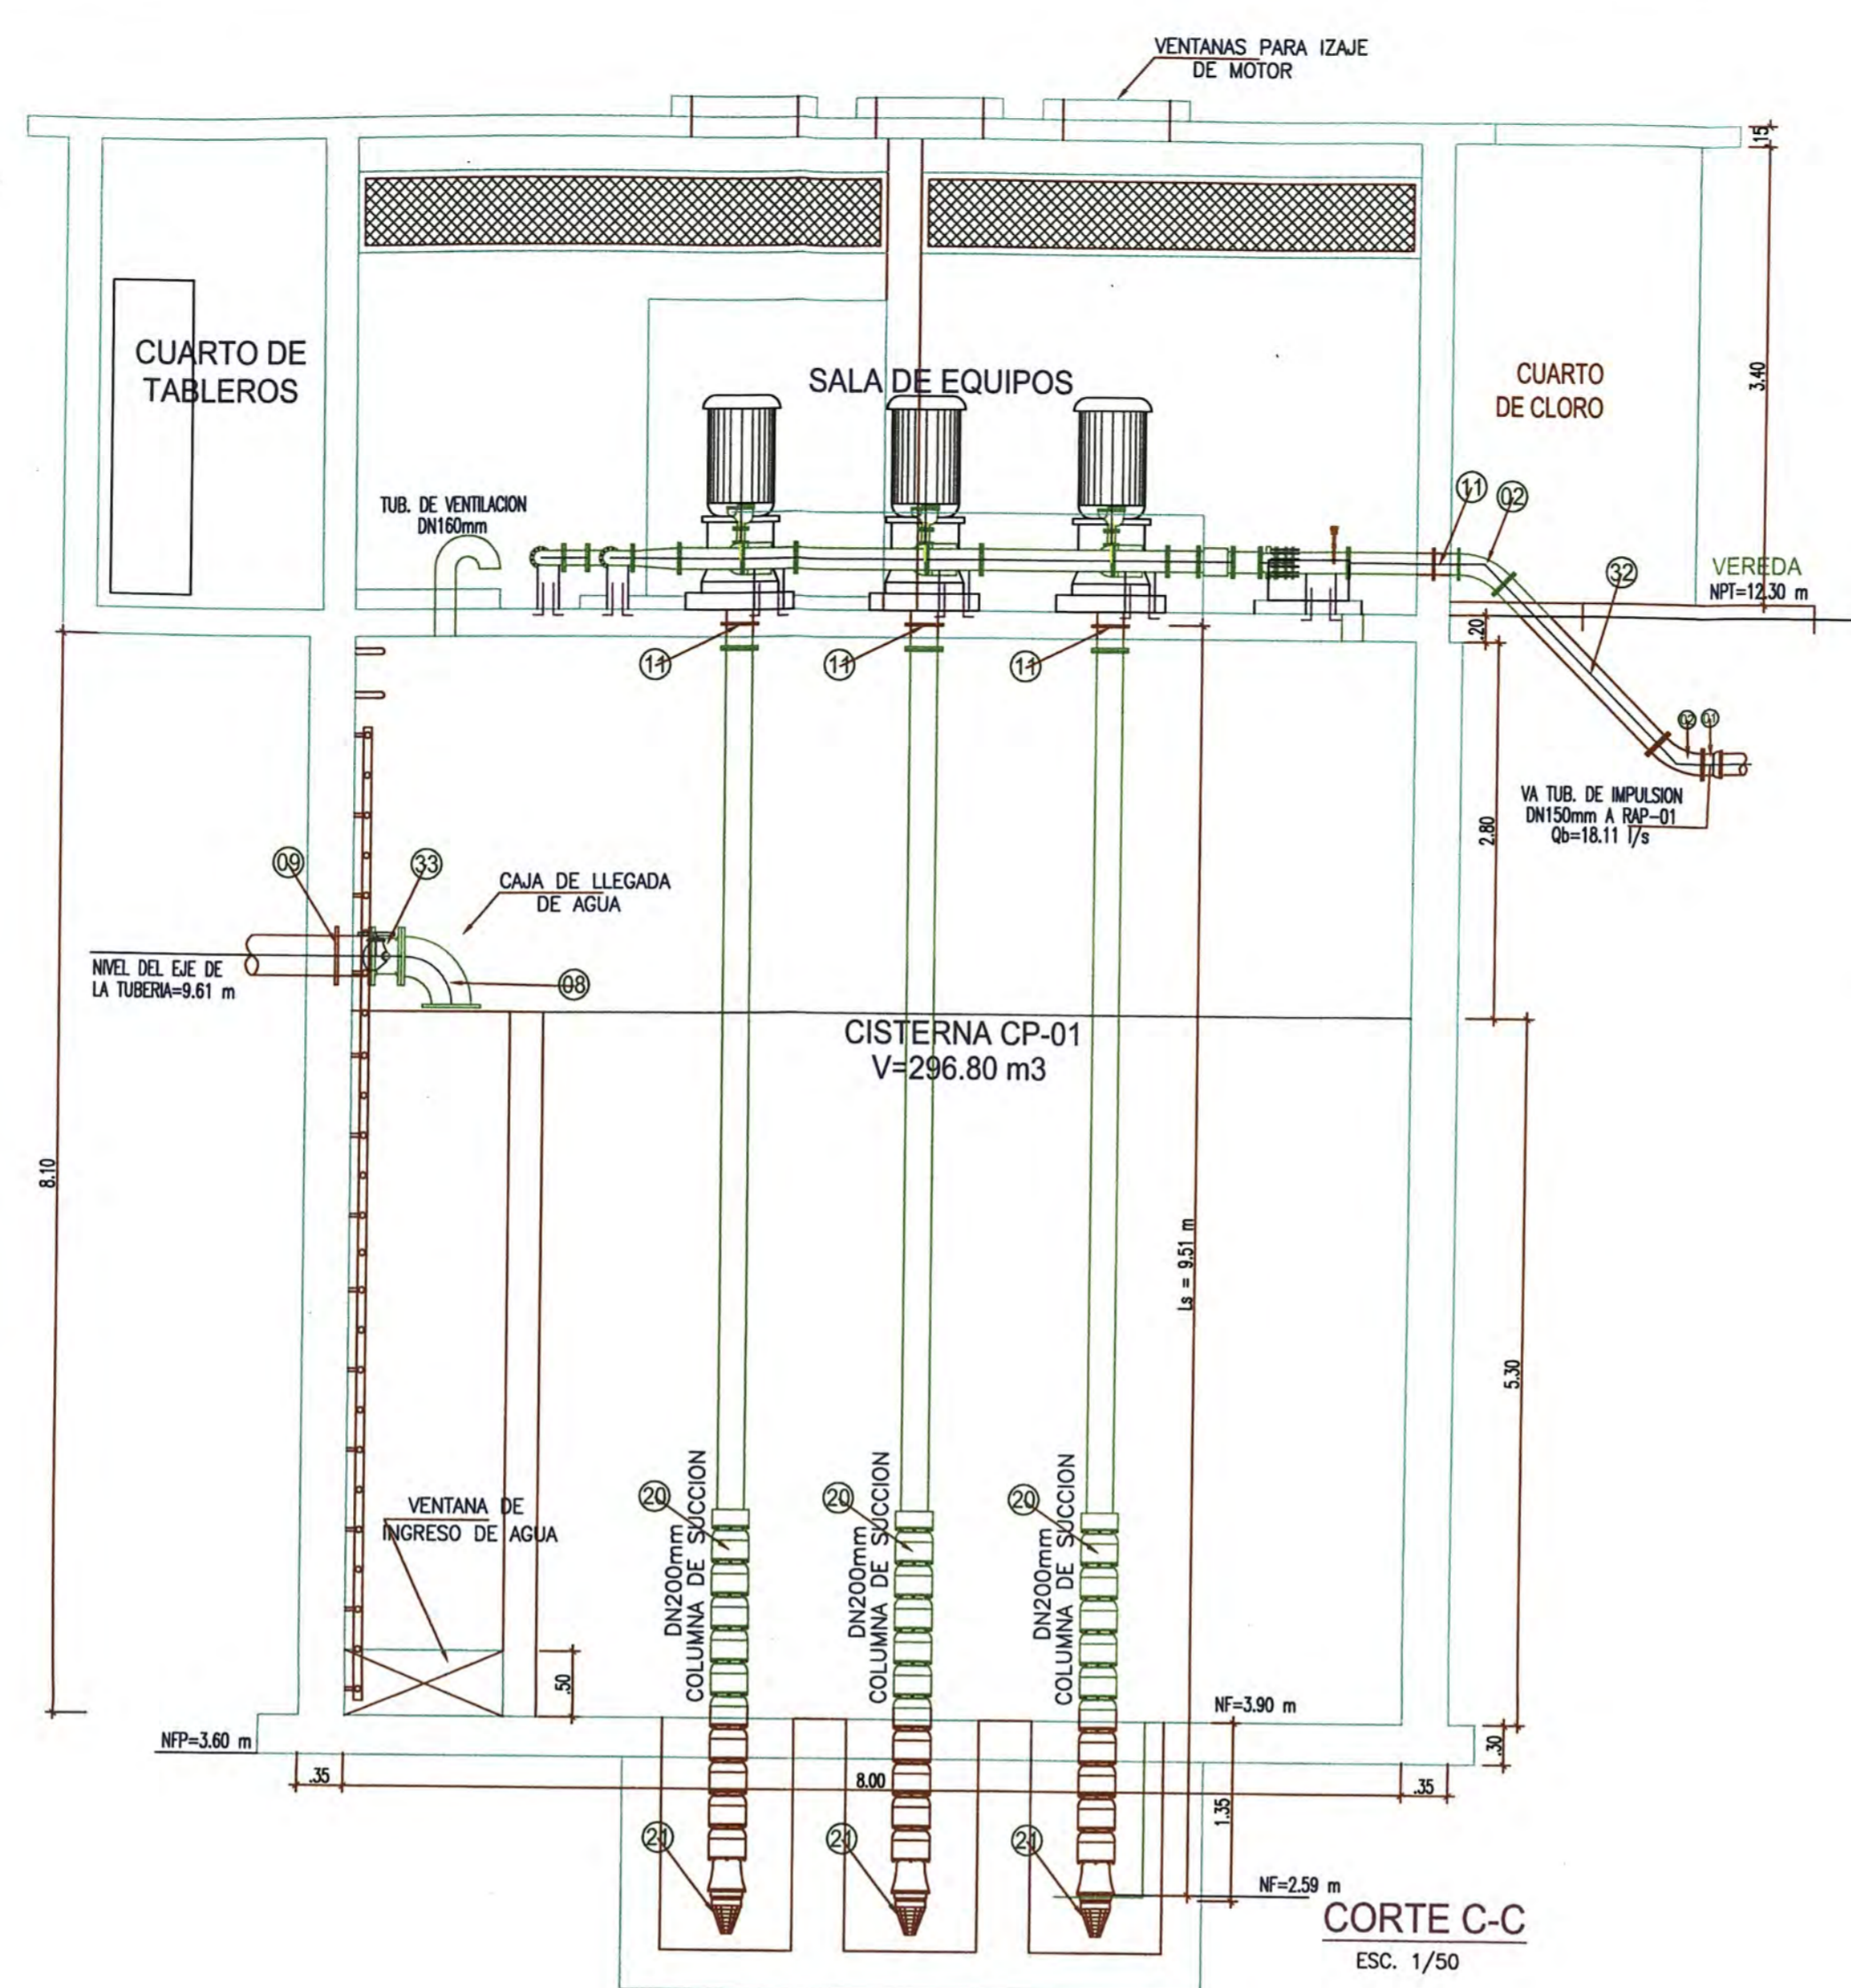 VENTANAS PARA IZAJE
DE MOTOR
.15
3.40
CUARTO DE
TABLEROS
SALA DE EQUIPOS
CUARTO
DE CLORO
TUB. DE VENTILACION
DN160mm
11
02
32
VEREDA
NPT=12.30 m
.20
11
11
11
02
01
VA TUB. DE IMPULSION
DN150mm A RAP-01
Qb=18.11 l/s
2.80
09
33
CAJA DE LLEGADA
DE AGUA
NIVEL DEL EJE DE
LA TUBERIA=9.61 m
08
CISTERNA CP-01
V=296.80 m3
8.10
Ls = 9.51 m
5.30
VENTANA DE
INGRESO DE AGUA
20
DN200mm
COLUMNA DE SUCCION
20
DN200mm
COLUMNA DE SUCCION
20
DN200mm
COLUMNA DE SUCCION
.50
NF=3.90 m
NFP=3.60 m
.30
.35
8.00
.35
1.35
21
21
21
NF=2.59 m
CORTE C-C
ESC. 1/50